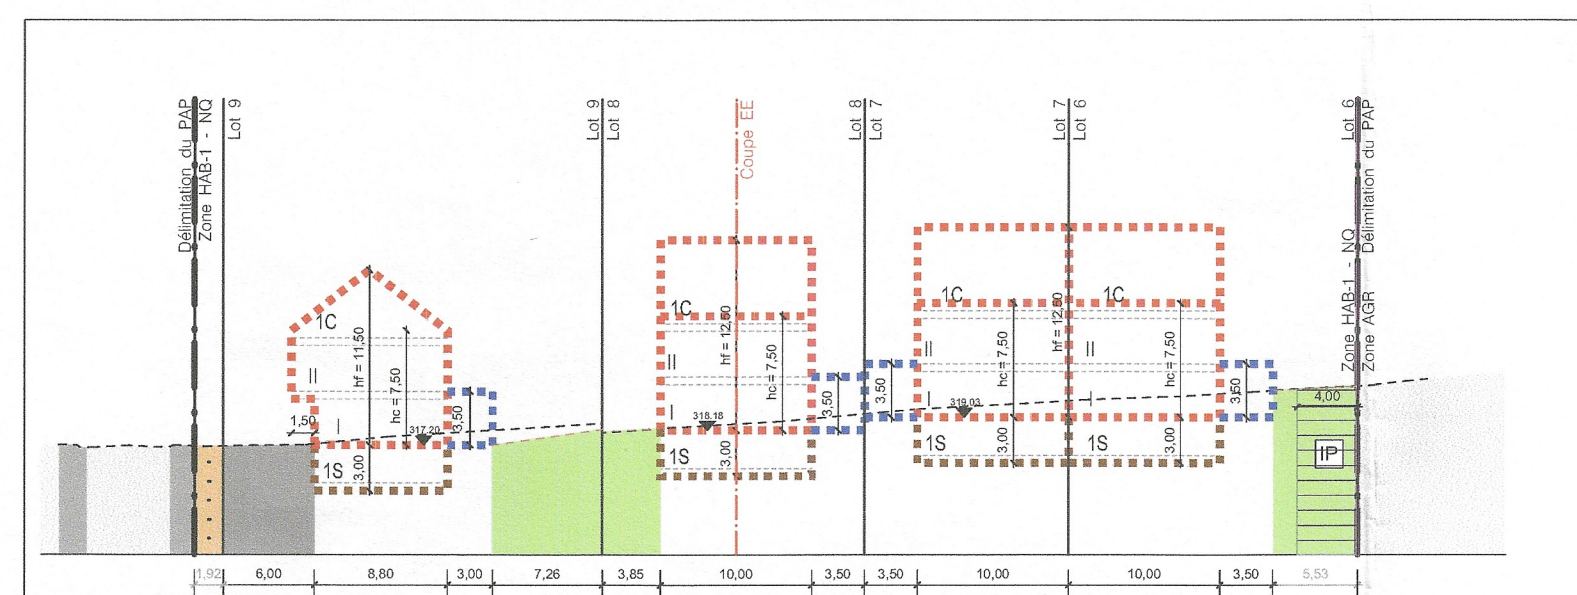 Délimitation du PAP
Zone HAB-1 - NQ
Lot 9
Lot 9
Lot 8
Coupe EE
Lot 8
Lot 7
Lot 7
Lot 6
Zone HAB-1 - NQ
Lot 6
Zone AGR
Délimitation du PAP
1C
II
I
hf = 11,50
hc = 7,50
1,50
317.20
3,50
1S
3,00
1C
II
I
hf = 12,50
hc = 7,50
318.18
3,50
3,50
1S
3,00
1C
II
I
hc = 7,50
hf = 12,50
319.03
1S
3,00
1C
II
I
hc = 7,50
1S
3,00
3,50
4,00
IP
1,92
6,00
8,80
3,00
7,26
3,85
10,00
3,50
3,50
10,00
10,00
3,50
5,53